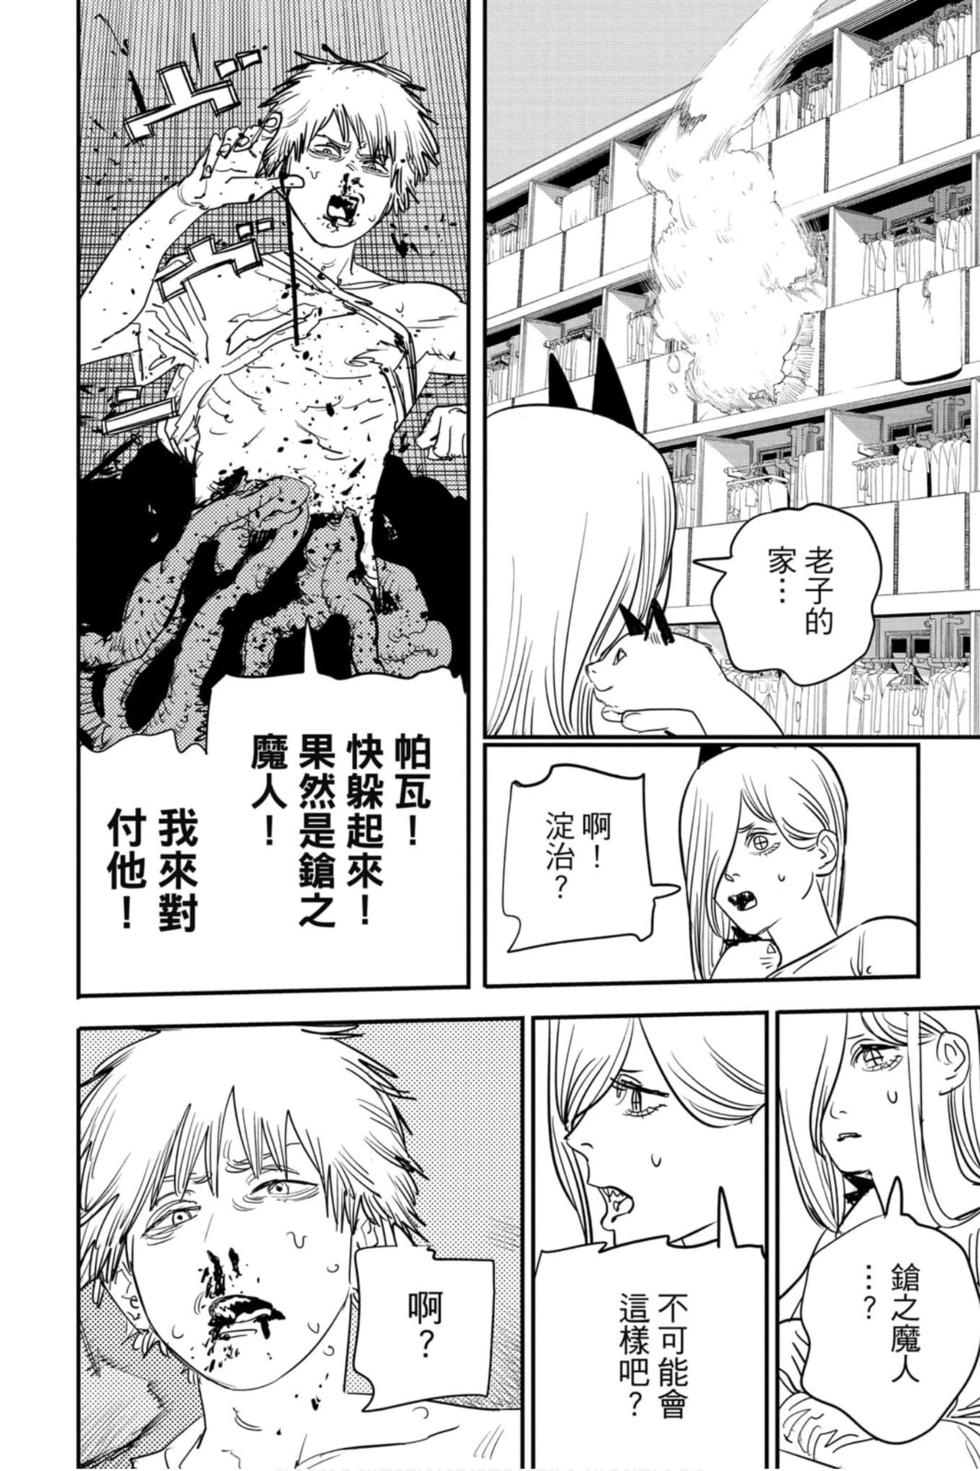 老子的
家…
啊！
淀治？
帕瓦！
快躲起來！
果然是鎗之
魔人！
我來對
付他！
鎗之魔人
…？
不可能會
這樣吧？
啊？